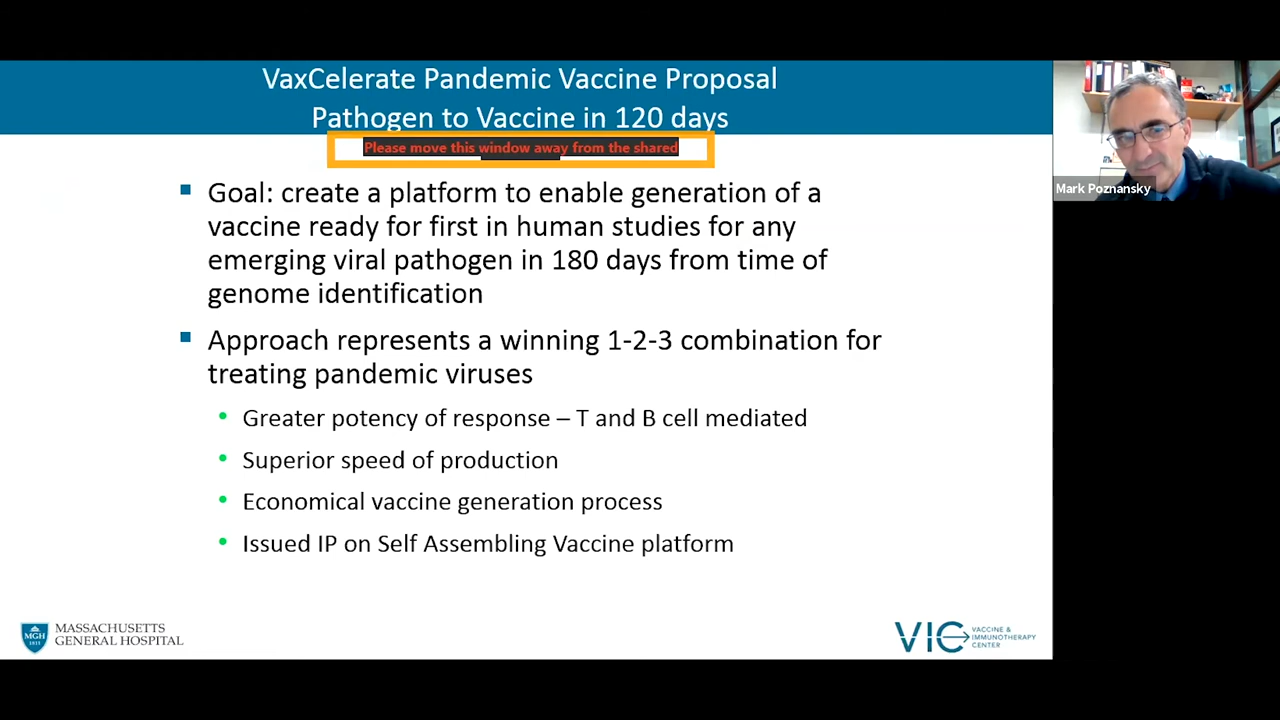 VaxCelerate Pandemic Vaccine Proposal
Pathogen to Vaccine in 120 days
Please move this window away from the shared
Goal: create a platform to enable generation of a
vaccine ready for first in human studies for any
emerging viral pathogen in 180 days from time of
genome identification
Approach represents a winning 1-2-3 combination for
treating pandemic viruses
Greater potency of response – T and B cell mediated
Superior speed of production
Economical vaccine generation process
Issued IP on Self Assembling Vaccine platform
MGH
1811
MASSACHUSETTS
GENERAL HOSPITAL
VIC
VACCINE &
IMMUNOTHERAPY
CENTER
Mark Poznansky